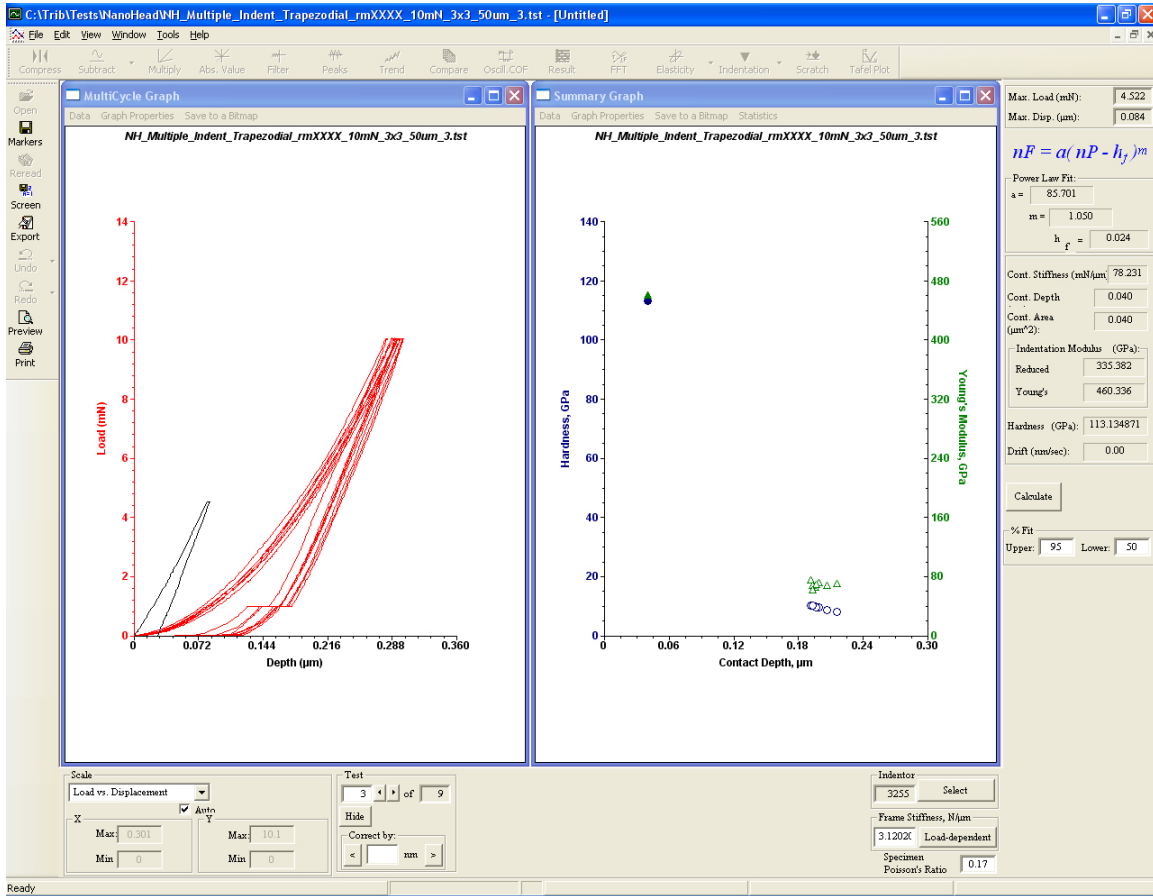 C:\Trib\Tests\NanoHead\NH_Multiple_Indent_Trapezodial_rmXXXX_10mN_3x3_50um_3.tst - [Untitled]
File Edit View Window Tools Help
Compress Subtract Multiply Abs. Value Filter Peaks Trend Compare Oscill.COF Result FFT Elasticity Indentation Scratch Tafel Plot
Open
Markers
Reread
Screen
Export
Undo
Redo
Preview
Print
MultiCycle Graph
Data Graph Properties Save to a Bitmap
NH_Multiple_Indent_Trapezodial_rmXXXX_10mN_3x3_50um_3.tst
14
12
10
8
6
4
2
0
Load (mN)
0 0.072 0.144 0.216 0.288 0.360
Depth (µm)
Summary Graph
Data Graph Properties Save to a Bitmap Statistics
NH_Multiple_Indent_Trapezodial_rmXXXX_10mN_3x3_50um_3.tst
140
120
100
80
60
40
20
0
Hardness, GPa
560
480
400
320
240
160
80
0
Young's Modulus, GPa
0 0.06 0.12 0.18 0.24 0.30
Contact Depth, µm
Max. Load (mN): 4.522
Max. Disp. (µm): 0.084
nF = a( nP - h_f )^m
Power Law Fit:
a = 85.701
m = 1.050
h_f = 0.024
Cont. Stiffness (mN/µm) 78.231
Cont. Depth 0.040
Cont. Area (µm^2): 0.040
Indentation Modulus (GPa):
Reduced 335.382
Young's 460.336
Hardness (GPa): 113.134871
Drift (nm/sec): 0.00
Calculate
% Fit
Upper: 95 Lower: 50
Scale
Load vs. Displacement
Auto
X
Max: 0.301
Min 0
Y
Max: 10.1
Min 0
Test
3 of 9
Hide
Correct by:
< nm >
Indentor
3255 Select
Frame Stiffness, N/µm
3.1202( Load-dependent
Specimen
Poisson's Ratio 0.17
Ready